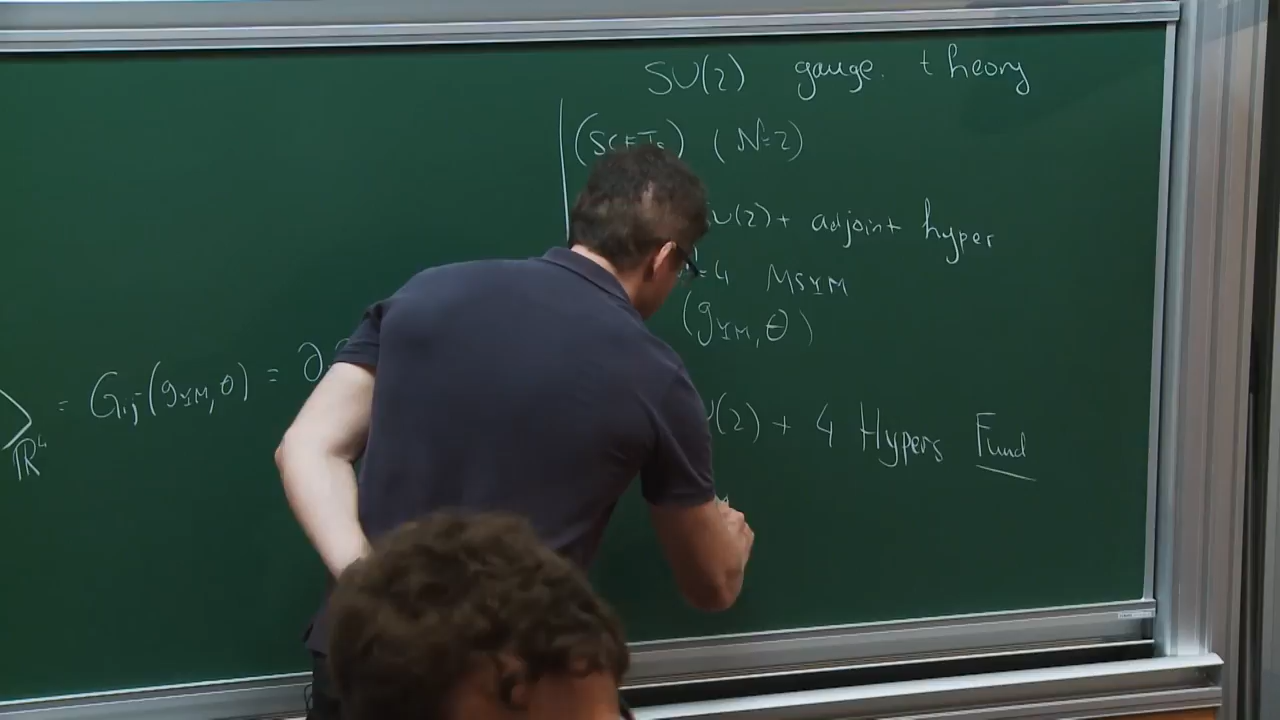 SU(2) gauge. theory
(SCFTs) (N=2)
U(2) + adjoint hyper
=4 MSYM
(gYM, θ)
U(2) + 4 Hypers Fund
⟩ℝ⁴ = Gij(gYM, θ) = ∂